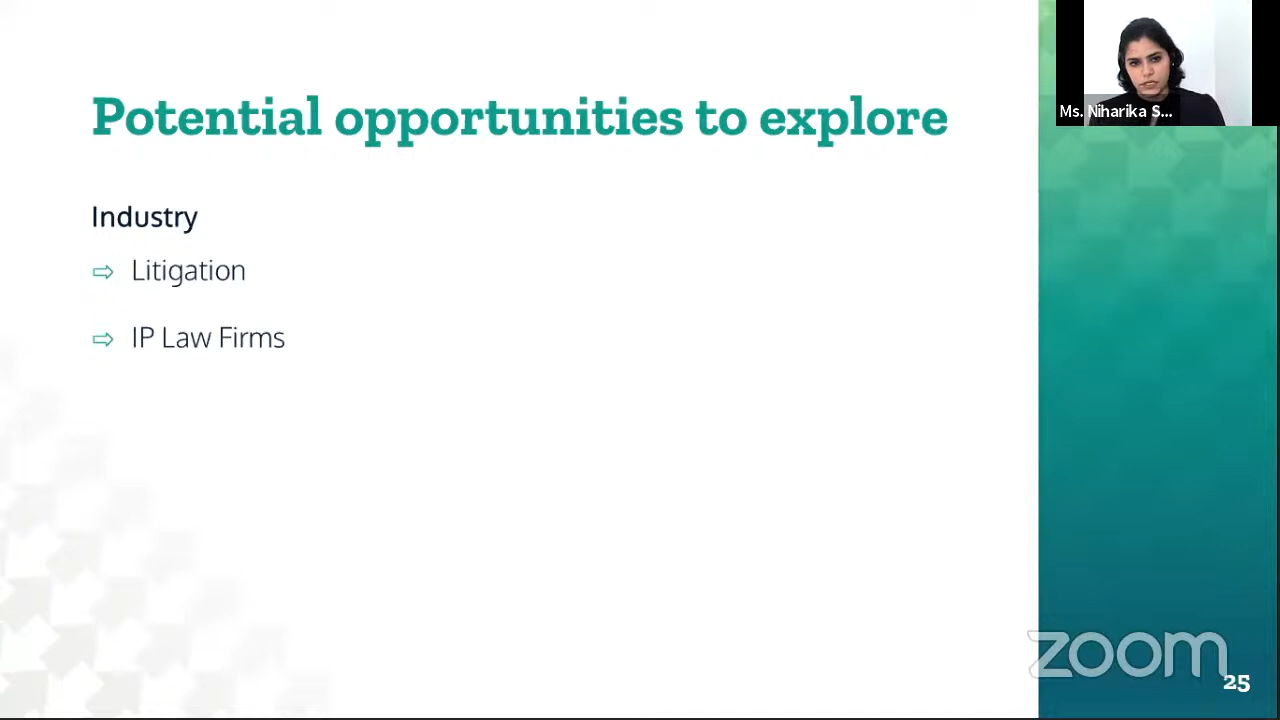 Potential opportunities to explore
Ms. Niharika S...
Industry
⇨ Litigation
⇨ IP Law Firms
zoom
25